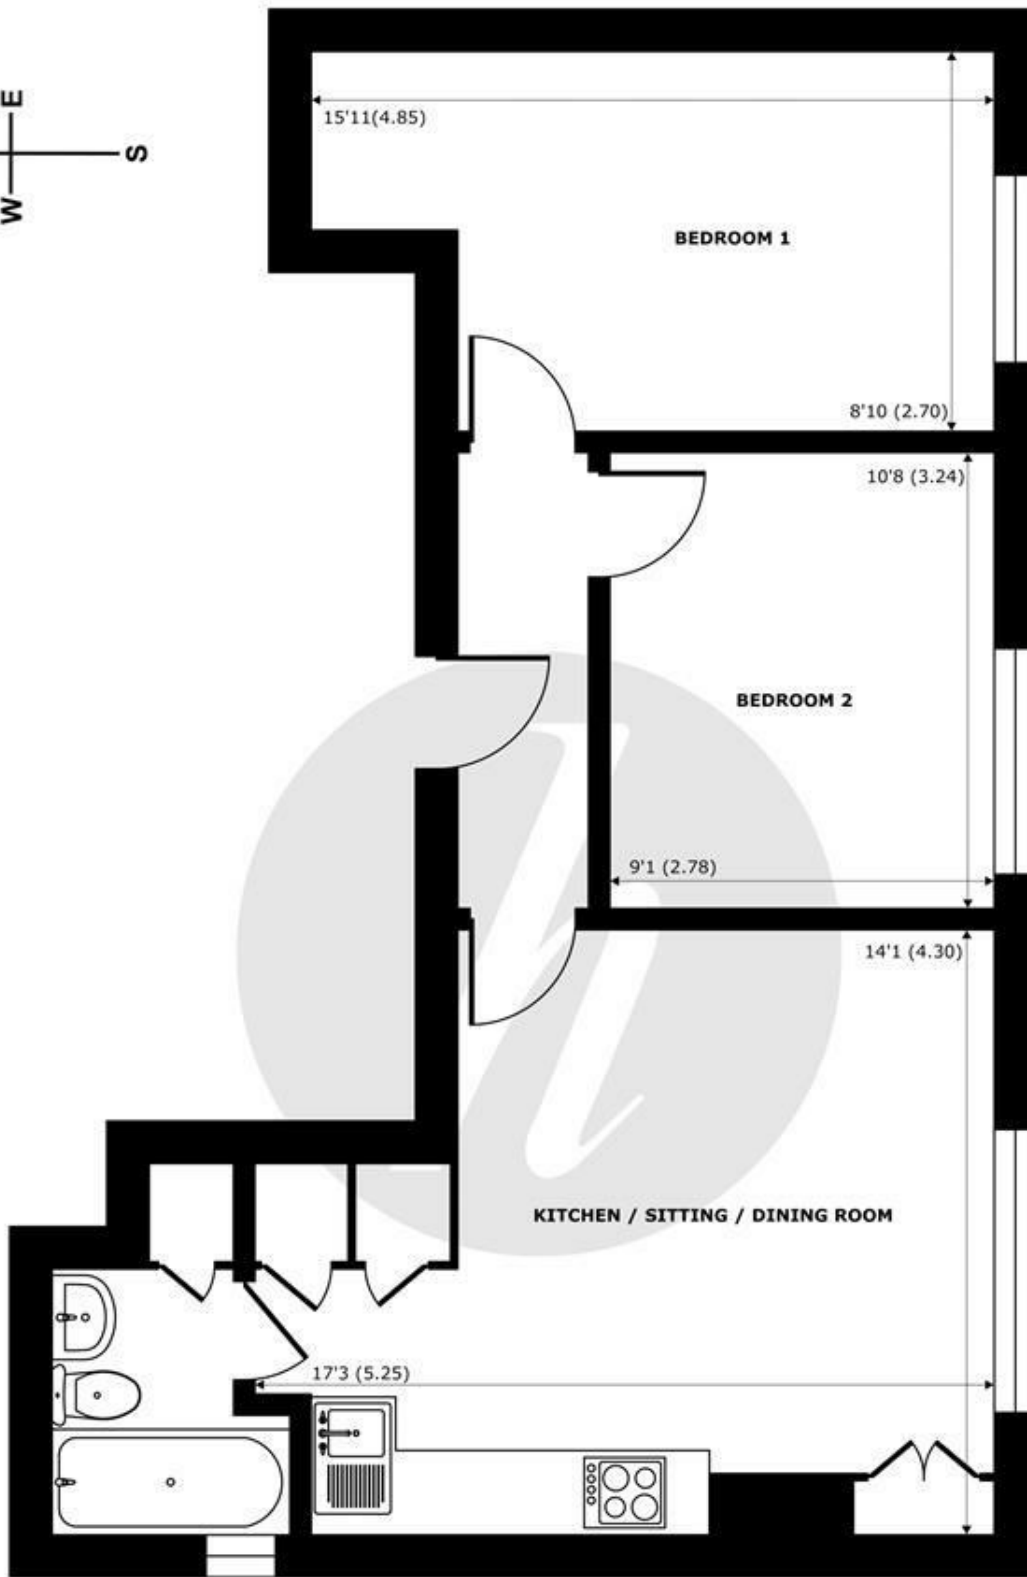 E
S
W
15'11(4.85)
BEDROOM 1
8'10 (2.70)
10'8 (3.24)
BEDROOM 2
9'1 (2.78)
14'1 (4.30)
KITCHEN / SITTING / DINING ROOM
17'3 (5.25)
h